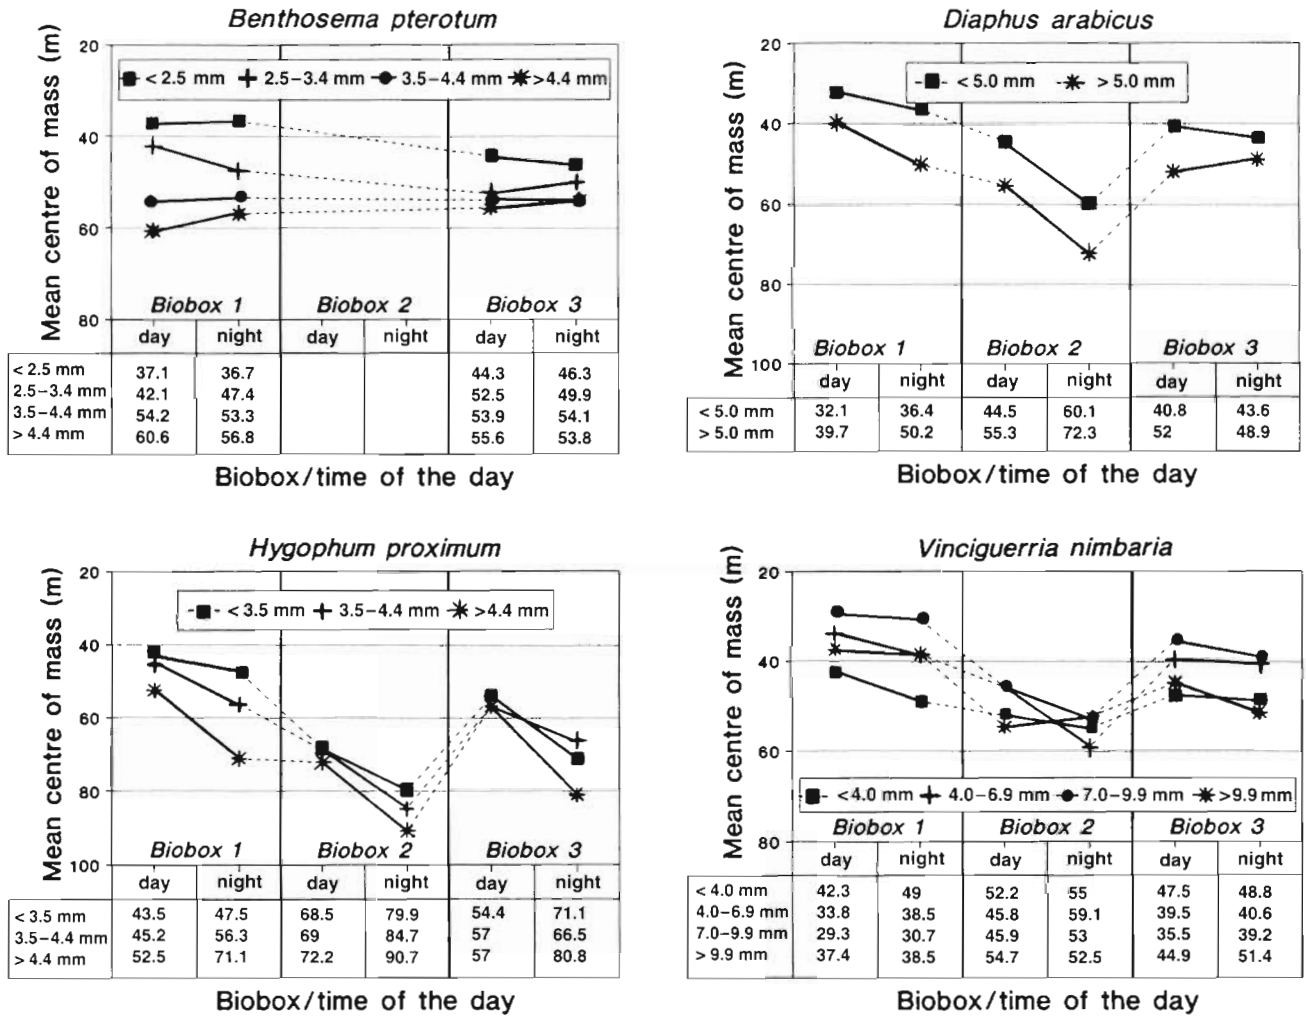 Benthosema pterotum
Mean centre of mass (m)
20
40
60
80
< 2.5 mm 2.5–3.4 mm 3.5–4.4 mm >4.4 mm
Biobox 1 Biobox 2 Biobox 3
day night day night day night
< 2.5 mm 37.1 36.7 44.3 46.3
2.5–3.4 mm 42.1 47.4 52.5 49.9
3.5–4.4 mm 54.2 53.3 53.9 54.1
> 4.4 mm 60.6 56.8 55.6 53.8
Biobox/time of the day
Diaphus arabicus
Mean centre of mass (m)
20
40
60
80
100
< 5.0 mm > 5.0 mm
Biobox 1 Biobox 2 Biobox 3
day night day night day night
< 5.0 mm 32.1 36.4 44.5 60.1 40.8 43.6
> 5.0 mm 39.7 50.2 55.3 72.3 52 48.9
Biobox/time of the day
Hygophum proximum
Mean centre of mass (m)
20
40
60
80
100
< 3.5 mm 3.5–4.4 mm >4.4 mm
Biobox 1 Biobox 2 Biobox 3
day night day night day night
< 3.5 mm 43.5 47.5 68.5 79.9 54.4 71.1
3.5–4.4 mm 45.2 56.3 69 84.7 57 66.5
> 4.4 mm 52.5 71.1 72.2 90.7 57 80.8
Biobox/time of the day
Vinciguerria nimbaria
Mean centre of mass (m)
20
40
60
80
<4.0 mm 4.0–6.9 mm 7.0–9.9 mm >9.9 mm
Biobox 1 Biobox 2 Biobox 3
day night day night day night
< 4.0 mm 42.3 49 52.2 55 47.5 48.8
4.0–6.9 mm 33.8 38.5 45.8 59.1 39.5 40.6
7.0–9.9 mm 29.3 30.7 45.9 53 35.5 39.2
> 9.9 mm 37.4 38.5 54.7 52.5 44.9 51.4
Biobox/time of the day